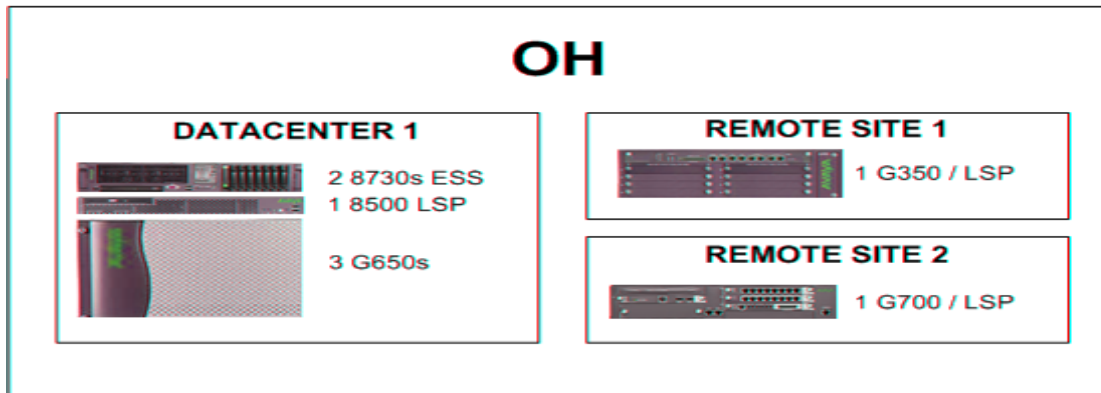 OH
DATACENTER 1
2 8730s ESS
1 8500 LSP
3 G650s
REMOTE SITE 1
1 G350 / LSP
REMOTE SITE 2
1 G700 / LSP